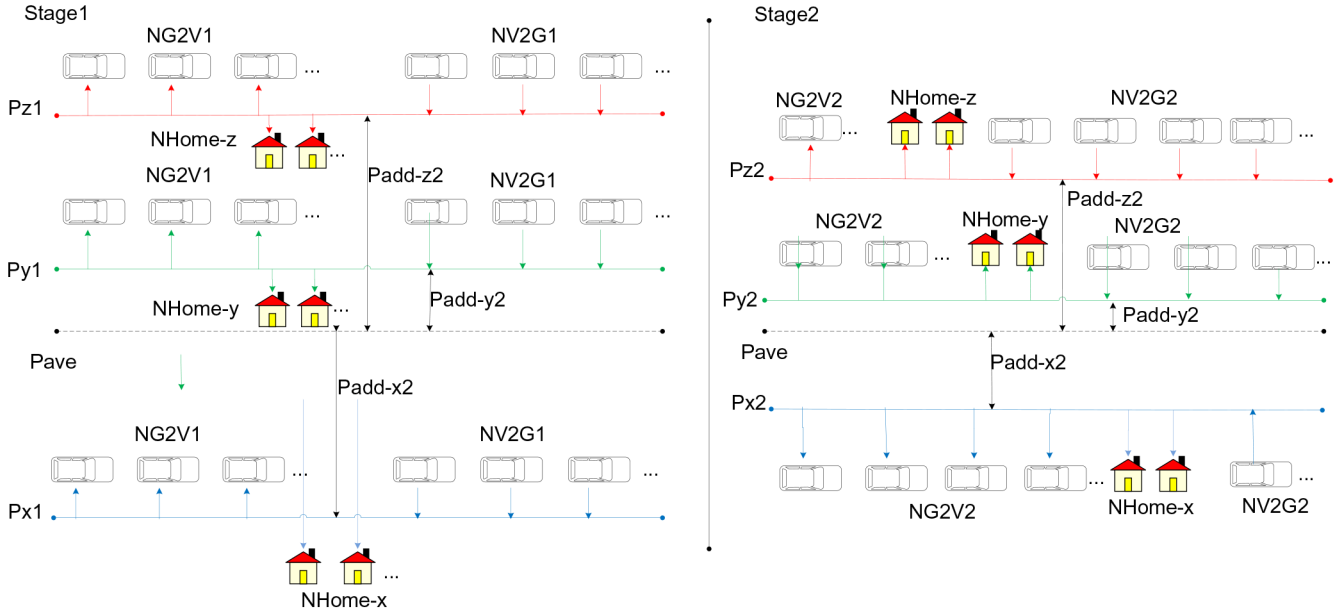 Stage1
NG2V1
NV2G1
...
...
Pz1
NHome-z
...
Padd-z2
NG2V1
NV2G1
...
...
Py1
NHome-y
...
Padd-y2
Pave
Padd-x2
NG2V1
NV2G1
...
...
Px1
...
NHome-x
Stage2
NG2V2
NHome-z
NV2G2
...
...
Pz2
Padd-z2
NG2V2
NHome-y
NV2G2
...
...
Py2
Padd-y2
Pave
Padd-x2
Px2
...
...
NG2V2
NHome-x
NV2G2